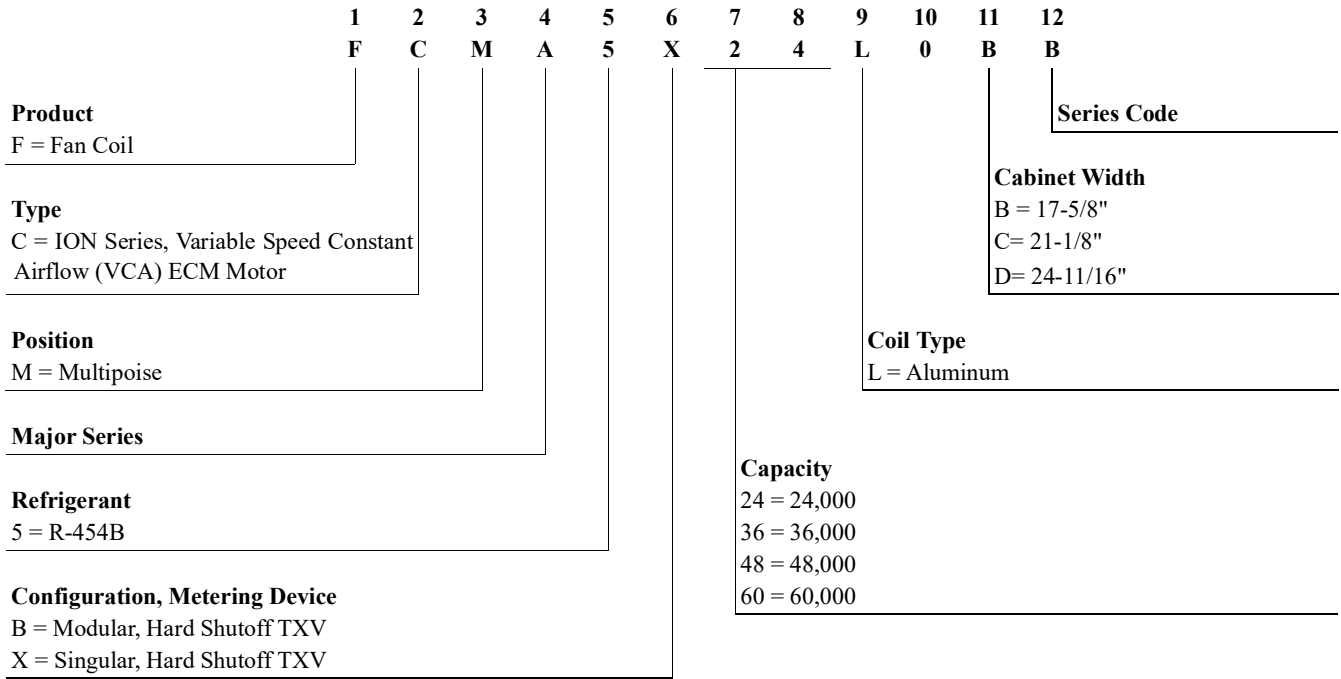 1 2 3 4 5 6 7 8 9 10 11 12
F C M A 5 X 2 4 L 0 B B
Product
F = Fan Coil
Type
C = ION Series, Variable Speed Constant
Airflow (VCA) ECM Motor
Position
M = Multipoise
Major Series
Refrigerant
5 = R-454B
Configuration, Metering Device
B = Modular, Hard Shutoff TXV
X = Singular, Hard Shutoff TXV
Series Code
Cabinet Width
B = 17-5/8"
C= 21-1/8"
D= 24-11/16"
Coil Type
L = Aluminum
Capacity
24 = 24,000
36 = 36,000
48 = 48,000
60 = 60,000